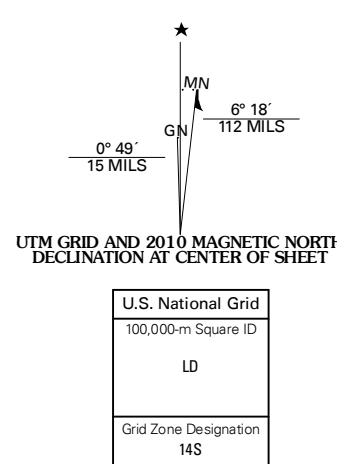 MN
6° 18´
112 MILS
GN
0° 49´
15 MILS
UTM GRID AND 2010 MAGNETIC NORTH
DECLINATION AT CENTER OF SHEET
U.S. National Grid
100,000-m Square ID
LD
Grid Zone Designation
14S